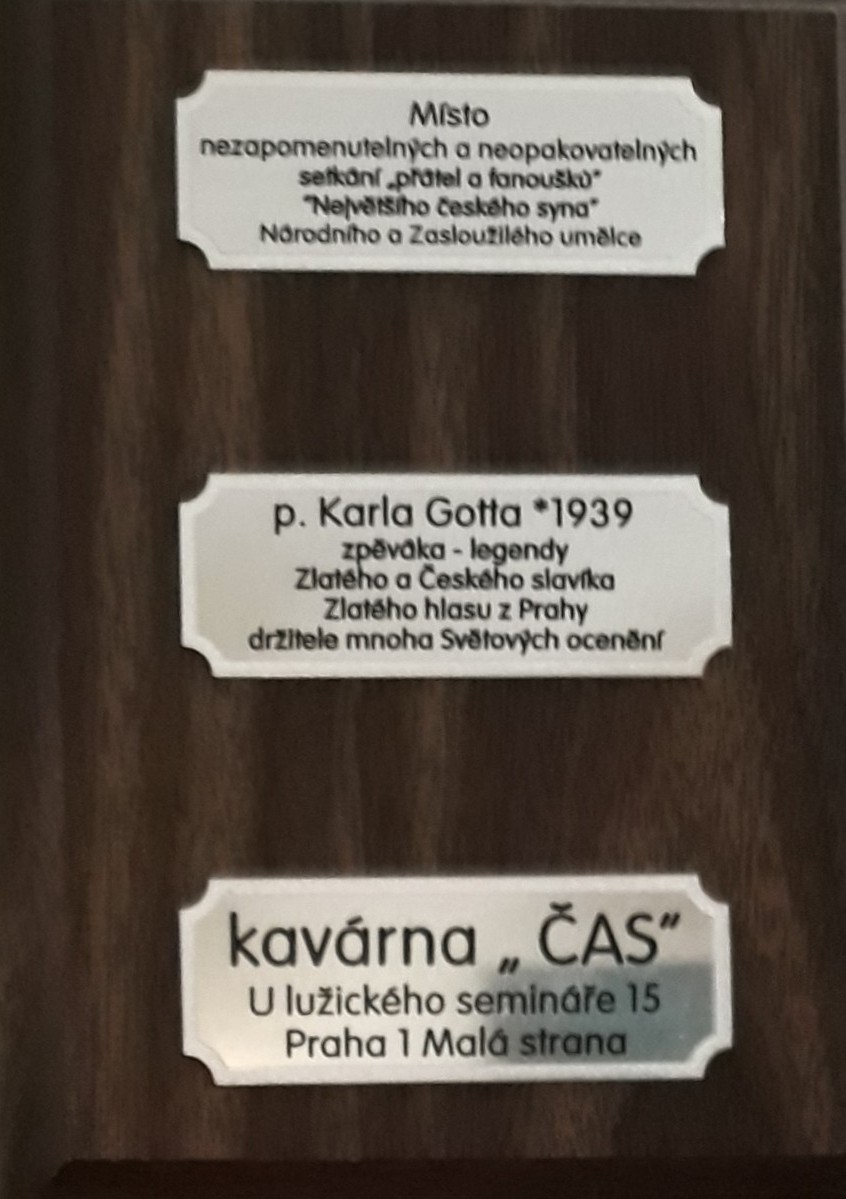 Místo
nezapomenutelných a neopakovatelných
setkání „přátel a fanoušků"
"Největšího českého syna"
Národního a Zasloužilého umělce
p. Karla Gotta *1939
zpěváka - legendy
Zlatého a Českého slavíka
Zlatého hlasu z Prahy
držitele mnoha Světových ocenění
kavárna „ ČAS"
U lužického semináře 15
Praha 1 Malá strana